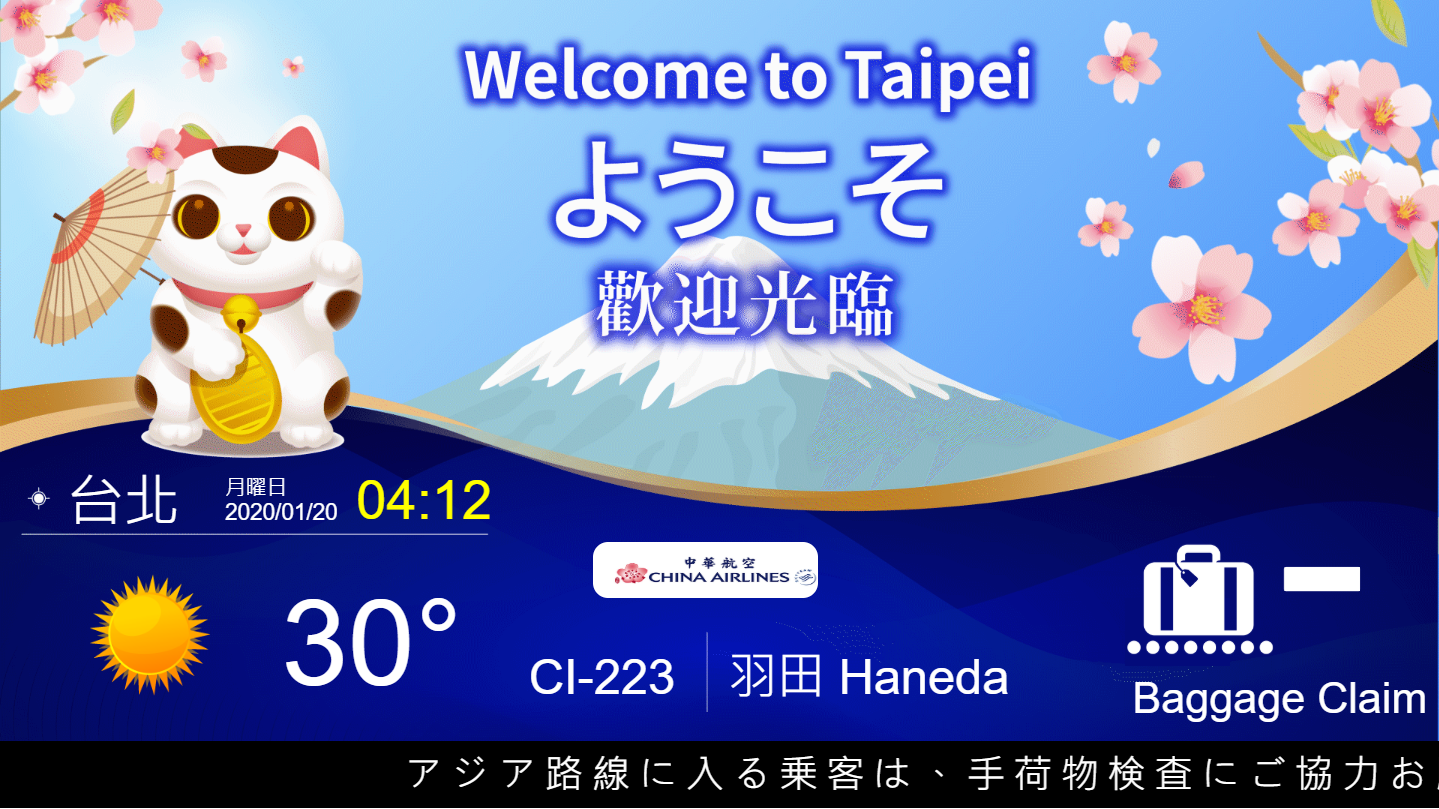 Welcome to Taipei
ようこそ
歡迎光臨
台北
月曜日
2020/01/20
04:12
30°
中華航空
CHINA AIRLINES
CI-223
羽田 Haneda
Baggage Claim
アジア路線に入る乗客は、手荷物検査にご協力お